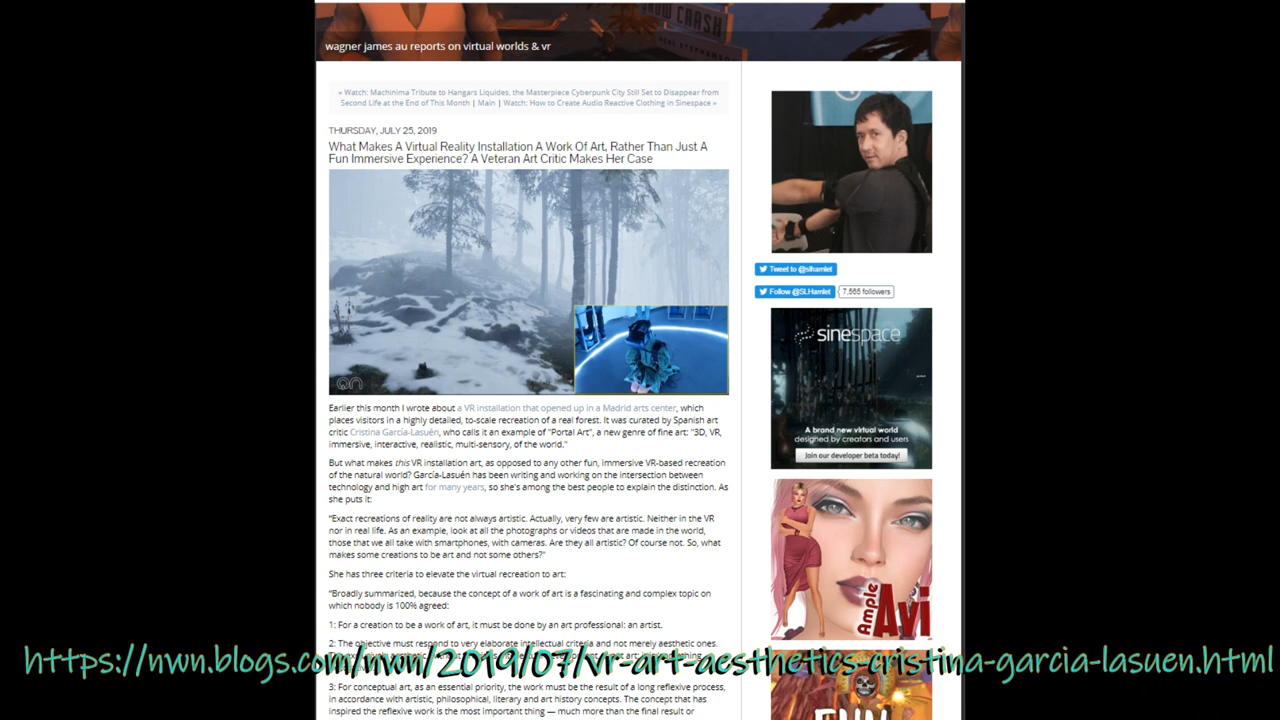 SNOW CRASH
NEAL STEPHENSON
wagner james au reports on virtual worlds & vr
« Watch: Machinima Tribute to Hangars Liquides, the Masterpiece Cyberpunk City Still Set to Disappear from
Second Life at the End of This Month | Main | Watch: How to Create Audio Reactive Clothing in Sinespace »
THURSDAY, JULY 25, 2019
What Makes A Virtual Reality Installation A Work Of Art, Rather Than Just A
Fun Immersive Experience? A Veteran Art Critic Makes Her Case
Earlier this month I wrote about a VR installation that opened up in a Madrid arts center, which
places visitors in a highly detailed, to-scale recreation of a real forest. It was curated by Spanish art
critic Cristina García-Lasuén, who calls it an example of "Portal Art", a new genre of fine art: "3D, VR,
immersive, interactive, realistic, multi-sensory, of the world."
But what makes this VR installation art, as opposed to any other fun, immersive VR-based recreation
of the natural world? García-Lasuén has been writing and working on the intersection between
technology and high art for many years, so she's among the best people to explain the distinction. As
she puts it:
"Exact recreations of reality are not always artistic. Actually, very few are artistic. Neither in the VR
nor in real life. As an example, look at all the photographs or videos that are made in the world,
those that we all take with smartphones, with cameras. Are they all artistic? Of course not. So, what
makes some creations to be art and not some others?"
She has three criteria to elevate the virtual recreation to art:
"Broadly summarized, because the concept of a work of art is a fascinating and complex topic on
which nobody is 100% agreed:
1: For a creation to be a work of art, it must be done by an art professional: an artist.
2: The objective must respond to very elaborate intellectual criteria and not merely aesthetic ones.
3: For conceptual art, as an essential priority, the work must be the result of a long reflexive process,
in accordance with artistic, philosophical, literary and art history concepts. The concept that has
inspired the reflexive work is the most important thing — much more than the final result or
Tweet to @slhamlet
Follow @SLHamlet 7,565 followers
sinespace
A brand new virtual world
designed by creators and users
Join our developer beta today!
Ample
Avi
FUN
https://nwn.blogs.com/nwn/2019/07/vr-art-aesthetics-cristina-garcia-lasuen.html